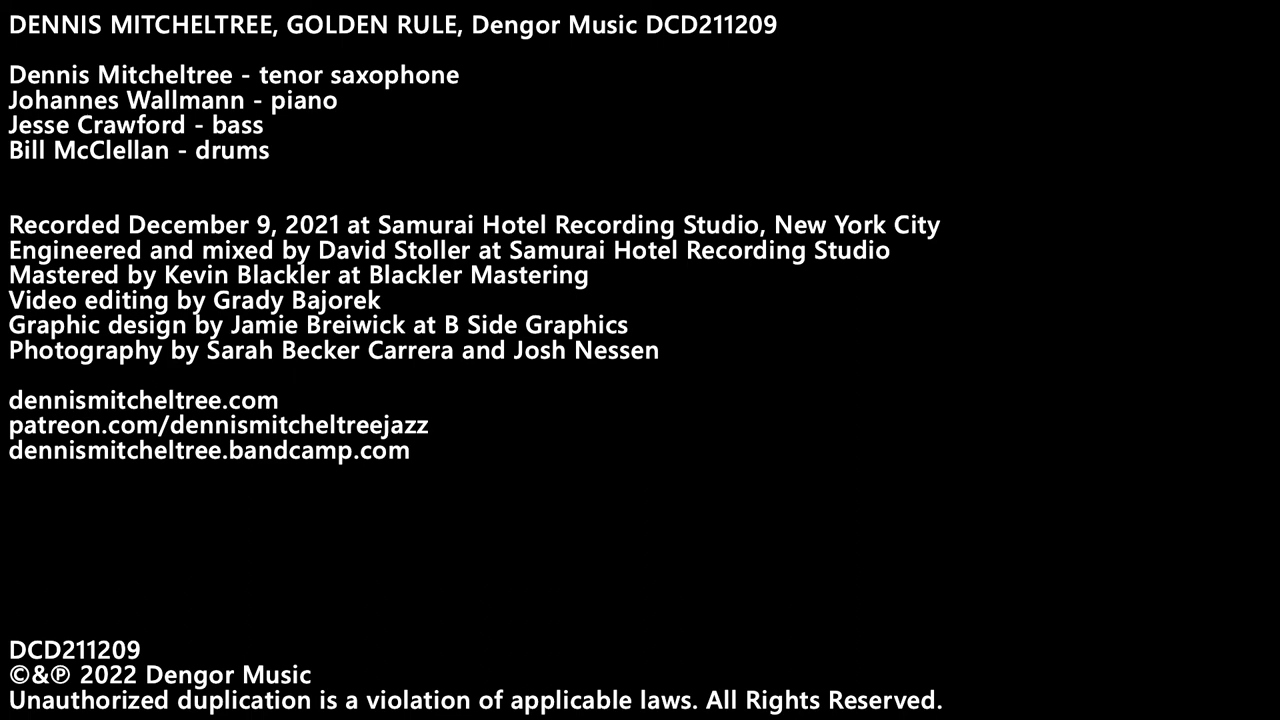 DENNIS MITCHELTREE, GOLDEN RULE, Dengor Music DCD211209
Dennis Mitcheltree - tenor saxophone
Johannes Wallmann - piano
Jesse Crawford - bass
Bill McClellan - drums
Recorded December 9, 2021 at Samurai Hotel Recording Studio, New York City
Engineered and mixed by David Stoller at Samurai Hotel Recording Studio
Mastered by Kevin Blackler at Blackler Mastering
Video editing by Grady Bajorek
Graphic design by Jamie Breiwick at B Side Graphics
Photography by Sarah Becker Carrera and Josh Nessen
dennismitcheltree.com
patreon.com/dennismitcheltreejazz
dennismitcheltree.bandcamp.com
DCD211209
©&℗ 2022 Dengor Music
Unauthorized duplication is a violation of applicable laws. All Rights Reserved.